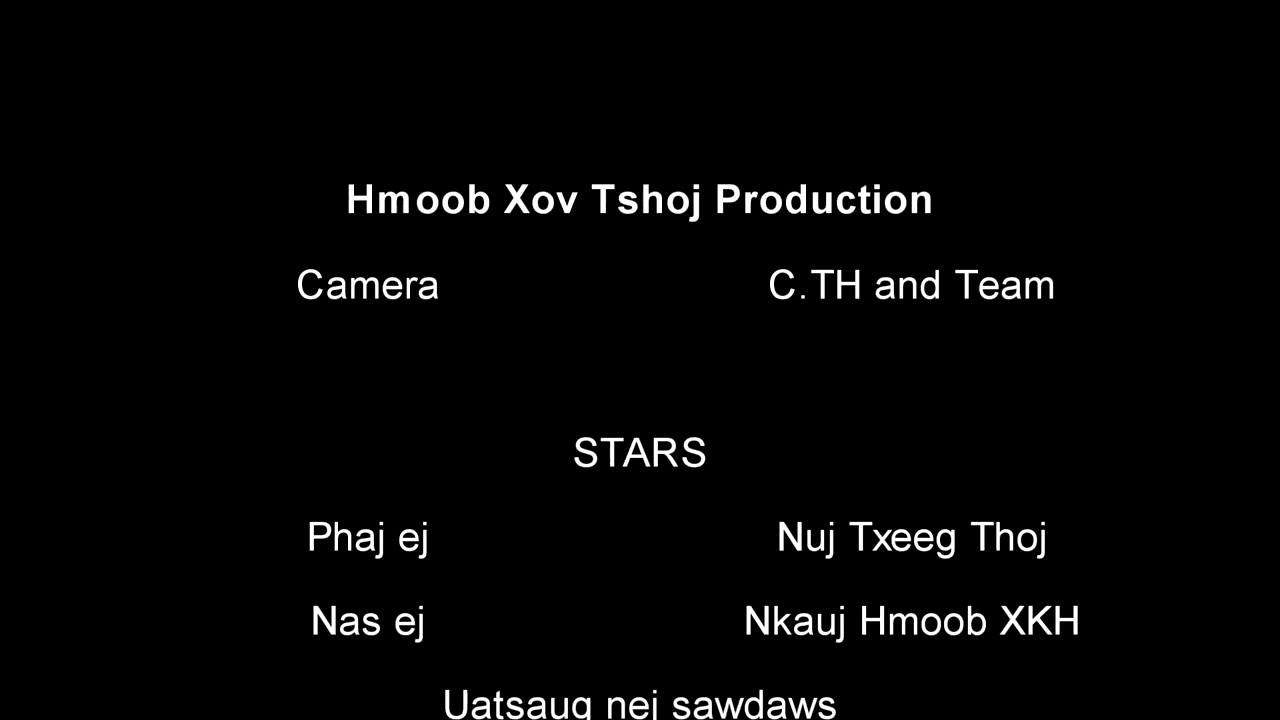 Hmoob Xov Tshoj Production
Camera C.TH and Team
STARS
Phaj ej Nuj Txeeg Thoj
Nas ej Nkauj Hmoob XKH
Uatsaug nej sawdaws